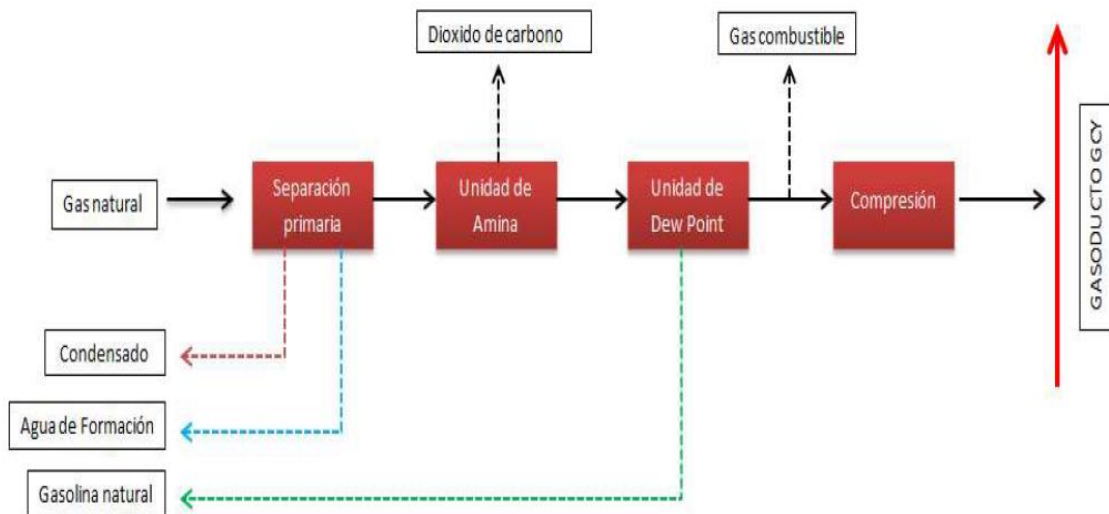 Dioxido de carbono
Gas combustible
Gas natural
Separación
primaria
Unidad de
Amina
Unidad de
Dew Point
Compresión
GASODUCTO GCY
Condensado
Agua de Formación
Gasolina natural